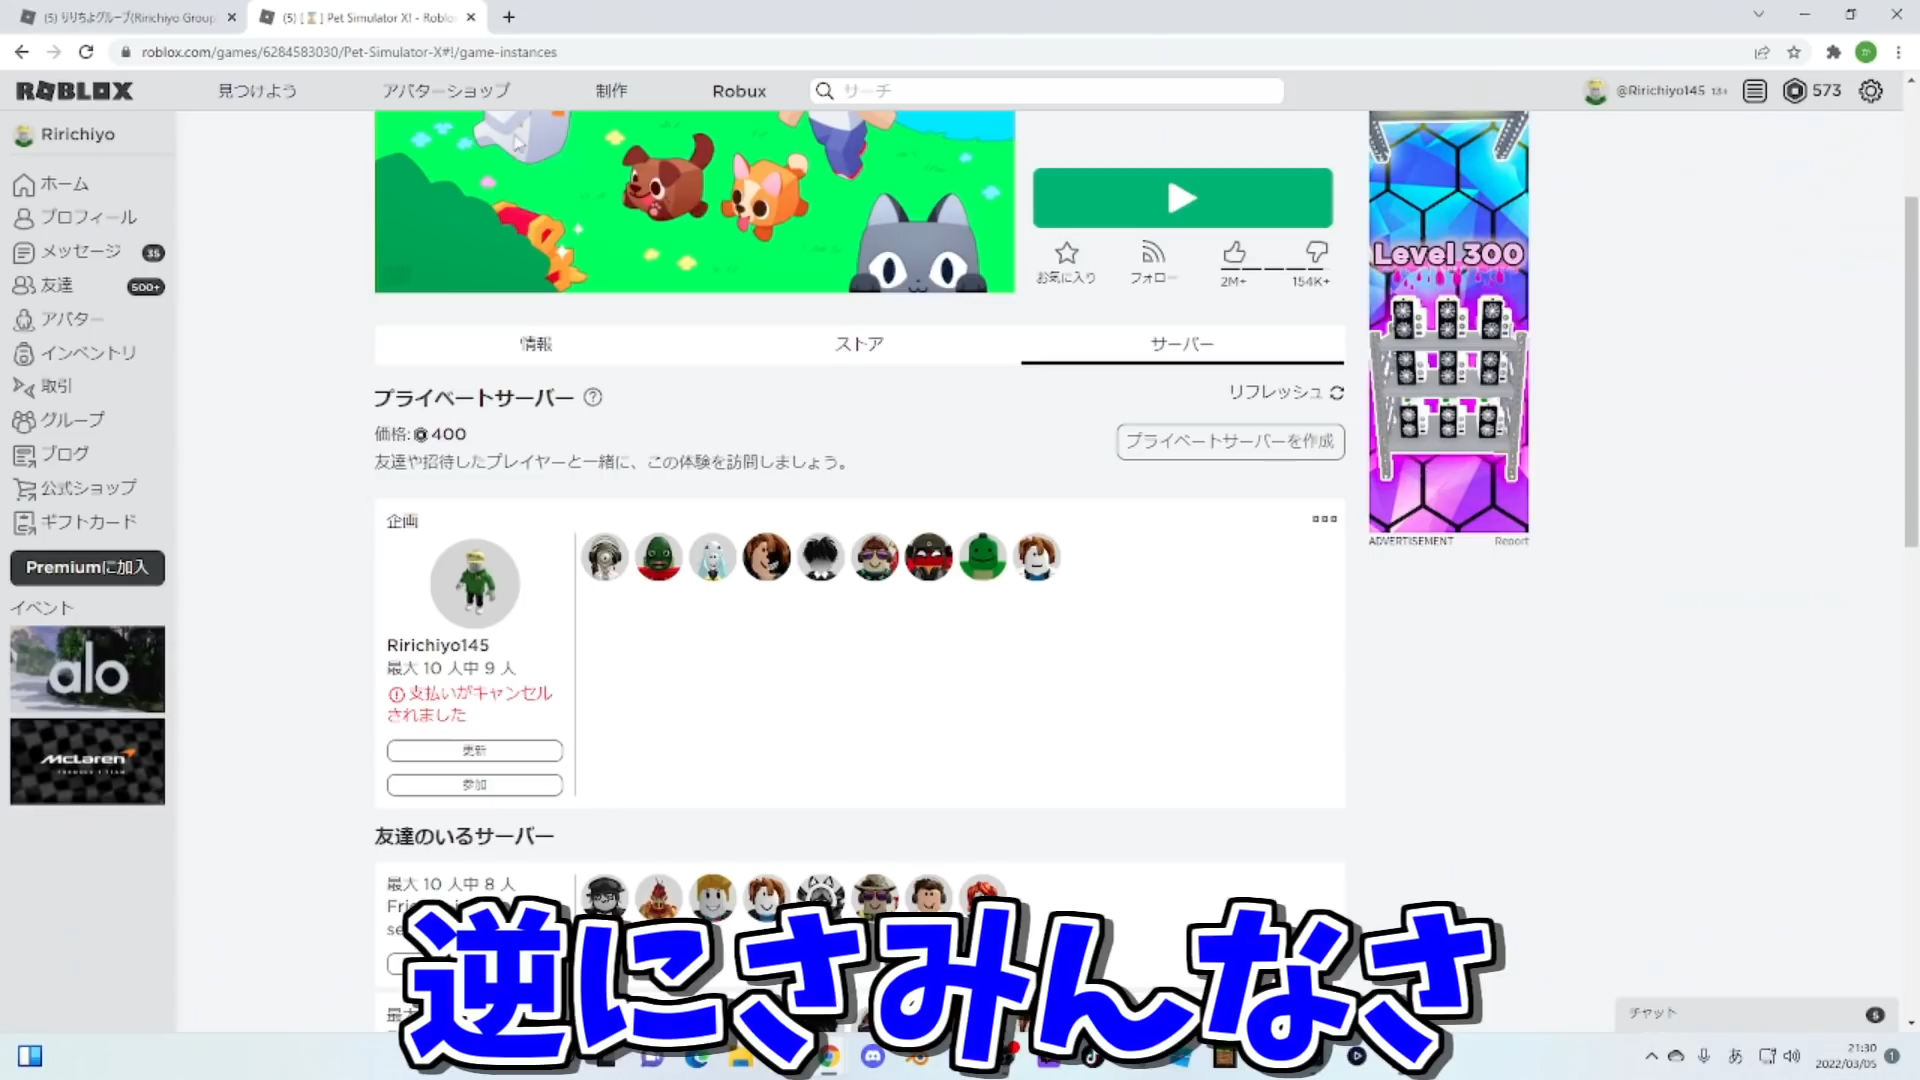 (5) りりちよグループ(Ririchiyo Group
(5) [⌛] Pet Simulator X! - Roblo
roblox.com/games/6284583030/Pet-Simulator-X#!/game-instances
か
ROBLOX
見つけよう
アバターショップ
制作
Robux
サーチ
@Ririchiyo145 13+
573
Ririchiyo
ホーム
プロフィール
メッセージ 35
友達 500+
アバター
インベントリ
取引
グループ
ブログ
公式ショップ
ギフトカード
Premiumに加入
イベント
alo
McLaren
FORMULA 1 TEAM
お気に入り
フォロー
2M+
154K+
情報
ストア
サーバー
プライベートサーバー
リフレッシュ
価格: 400
プライベートサーバーを作成
友達や招待したプレイヤーと一緒に、この体験を訪問しましょう。
企画
Ririchiyo145
最大 10 人中 9 人
支払いがキャンセル
されました
更新
参加
友達のいるサーバー
最大 10 人中 8 人
Level 300
ADVERTISEMENT
Report
逆にさみんなさ
チャット
5
あ
21:30
2022/03/05
1